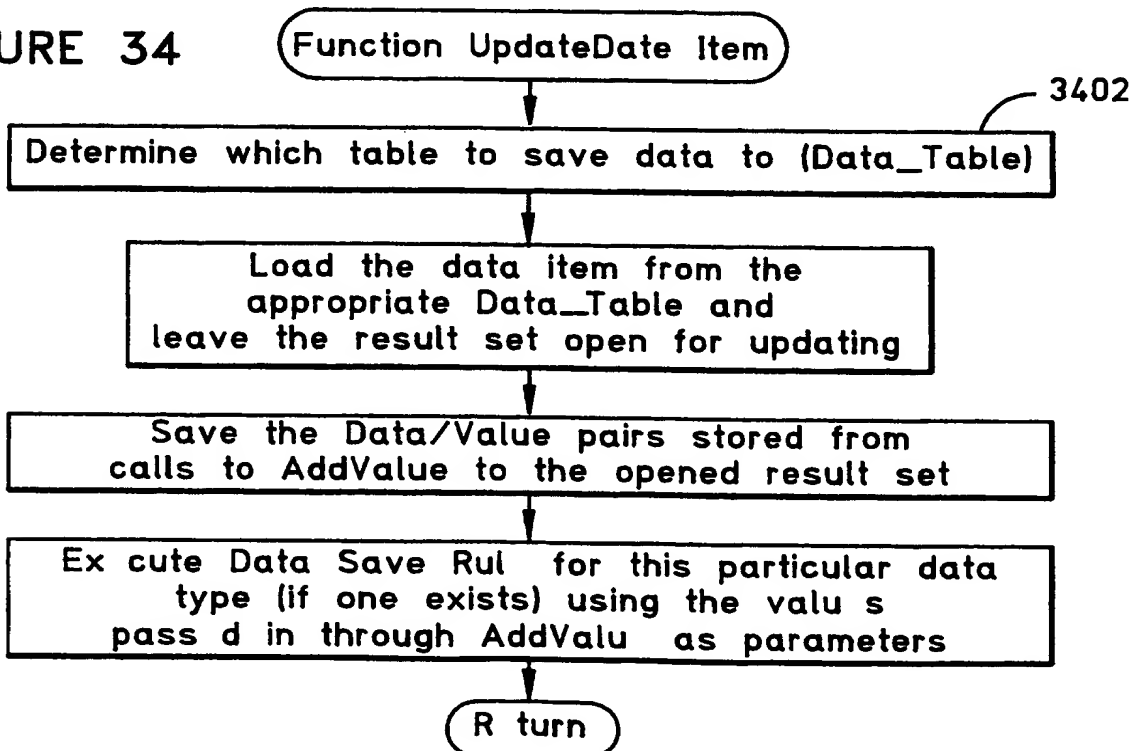 URE 34
Function UpdateDate Item
3402
Determine which table to save data to (Data_Table)
Load the data item from the
appropriate Data_Table and
leave the result set open for updating
Save the Data/Value pairs stored from
calls to AddValue to the opened result set
Ex cute Data Save Rul for this particular data
type (if one exists) using the valu s
pass d in through AddValu as parameters
R turn